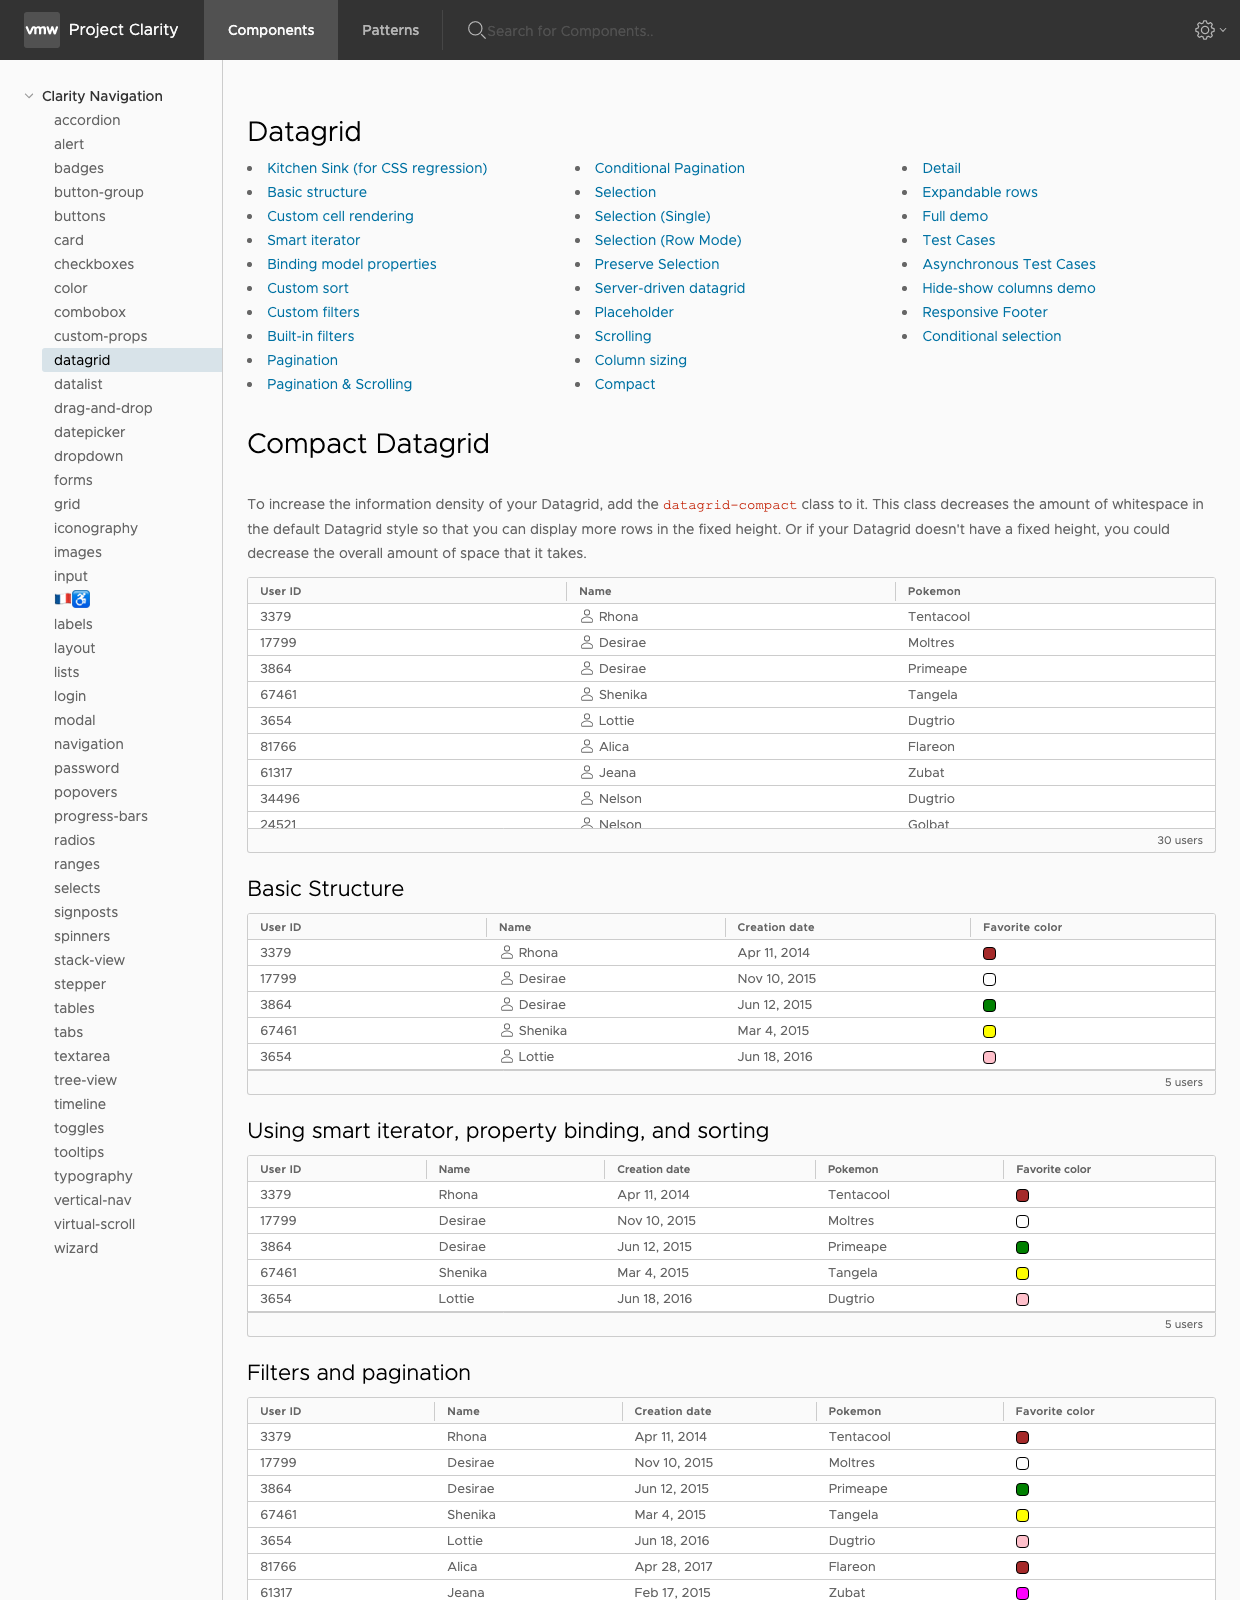 vmw Project Clarity Components Patterns Search for Components..
Clarity Navigation
accordion
alert
badges
button-group
buttons
card
checkboxes
color
combobox
custom-props
datagrid
datalist
drag-and-drop
datepicker
dropdown
forms
grid
iconography
images
input
🇫🇷♿
labels
layout
lists
login
modal
navigation
password
popovers
progress-bars
radios
ranges
selects
signposts
spinners
stack-view
stepper
tables
tabs
textarea
tree-view
timeline
toggles
tooltips
typography
vertical-nav
virtual-scroll
wizard
Datagrid
Kitchen Sink (for CSS regression)
Basic structure
Custom cell rendering
Smart iterator
Binding model properties
Custom sort
Custom filters
Built-in filters
Pagination
Pagination & Scrolling
Conditional Pagination
Selection
Selection (Single)
Selection (Row Mode)
Preserve Selection
Server-driven datagrid
Placeholder
Scrolling
Column sizing
Compact
Detail
Expandable rows
Full demo
Test Cases
Asynchronous Test Cases
Hide-show columns demo
Responsive Footer
Conditional selection
Compact Datagrid
To increase the information density of your Datagrid, add the datagrid-compact class to it. This class decreases the amount of whitespace in
the default Datagrid style so that you can display more rows in the fixed height. Or if your Datagrid doesn't have a fixed height, you could
decrease the overall amount of space that it takes.
User ID Name Pokemon
3379 Rhona Tentacool
17799 Desirae Moltres
3864 Desirae Primeape
67461 Shenika Tangela
3654 Lottie Dugtrio
81766 Alica Flareon
61317 Jeana Zubat
34496 Nelson Dugtrio
24521 Nelson Golbat
30 users
Basic Structure
User ID Name Creation date Favorite color
3379 Rhona Apr 11, 2014
17799 Desirae Nov 10, 2015
3864 Desirae Jun 12, 2015
67461 Shenika Mar 4, 2015
3654 Lottie Jun 18, 2016
5 users
Using smart iterator, property binding, and sorting
User ID Name Creation date Pokemon Favorite color
3379 Rhona Apr 11, 2014 Tentacool
17799 Desirae Nov 10, 2015 Moltres
3864 Desirae Jun 12, 2015 Primeape
67461 Shenika Mar 4, 2015 Tangela
3654 Lottie Jun 18, 2016 Dugtrio
5 users
Filters and pagination
User ID Name Creation date Pokemon Favorite color
3379 Rhona Apr 11, 2014 Tentacool
17799 Desirae Nov 10, 2015 Moltres
3864 Desirae Jun 12, 2015 Primeape
67461 Shenika Mar 4, 2015 Tangela
3654 Lottie Jun 18, 2016 Dugtrio
81766 Alica Apr 28, 2017 Flareon
61317 Jeana Feb 17, 2015 Zubat